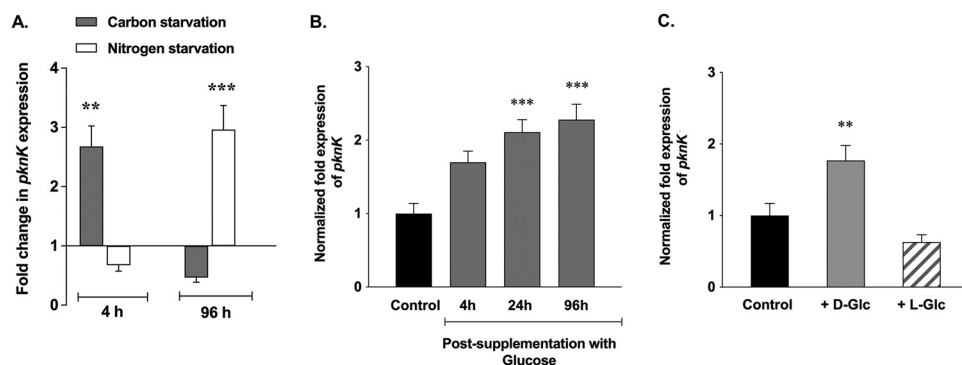 A.
Carbon starvation
Nitrogen starvation
Fold change in pknK expression
4
3
2
1
0
**
***
4 h
96 h
B.
Normalized fold expression
of pknK
3
2
1
0
***
***
Control
4h
24h
96h
Post-supplementation with
Glucose
C.
Normalized fold expression
of pknK
3
2
1
0
**
Control
+ D-Glc
+ L-Glc